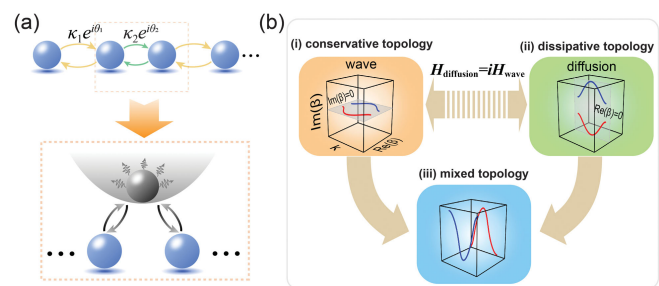 (a)
κ₁e^{iθ₁} κ₂e^{iθ₂}
...
... ...
(b)
(i) conservative topology
(ii) dissipative topology
wave
H_diffusion=iH_wave
diffusion
Im(β)=0
Im(β)
κ
Re(β)
Re(β)=0
(iii) mixed topology